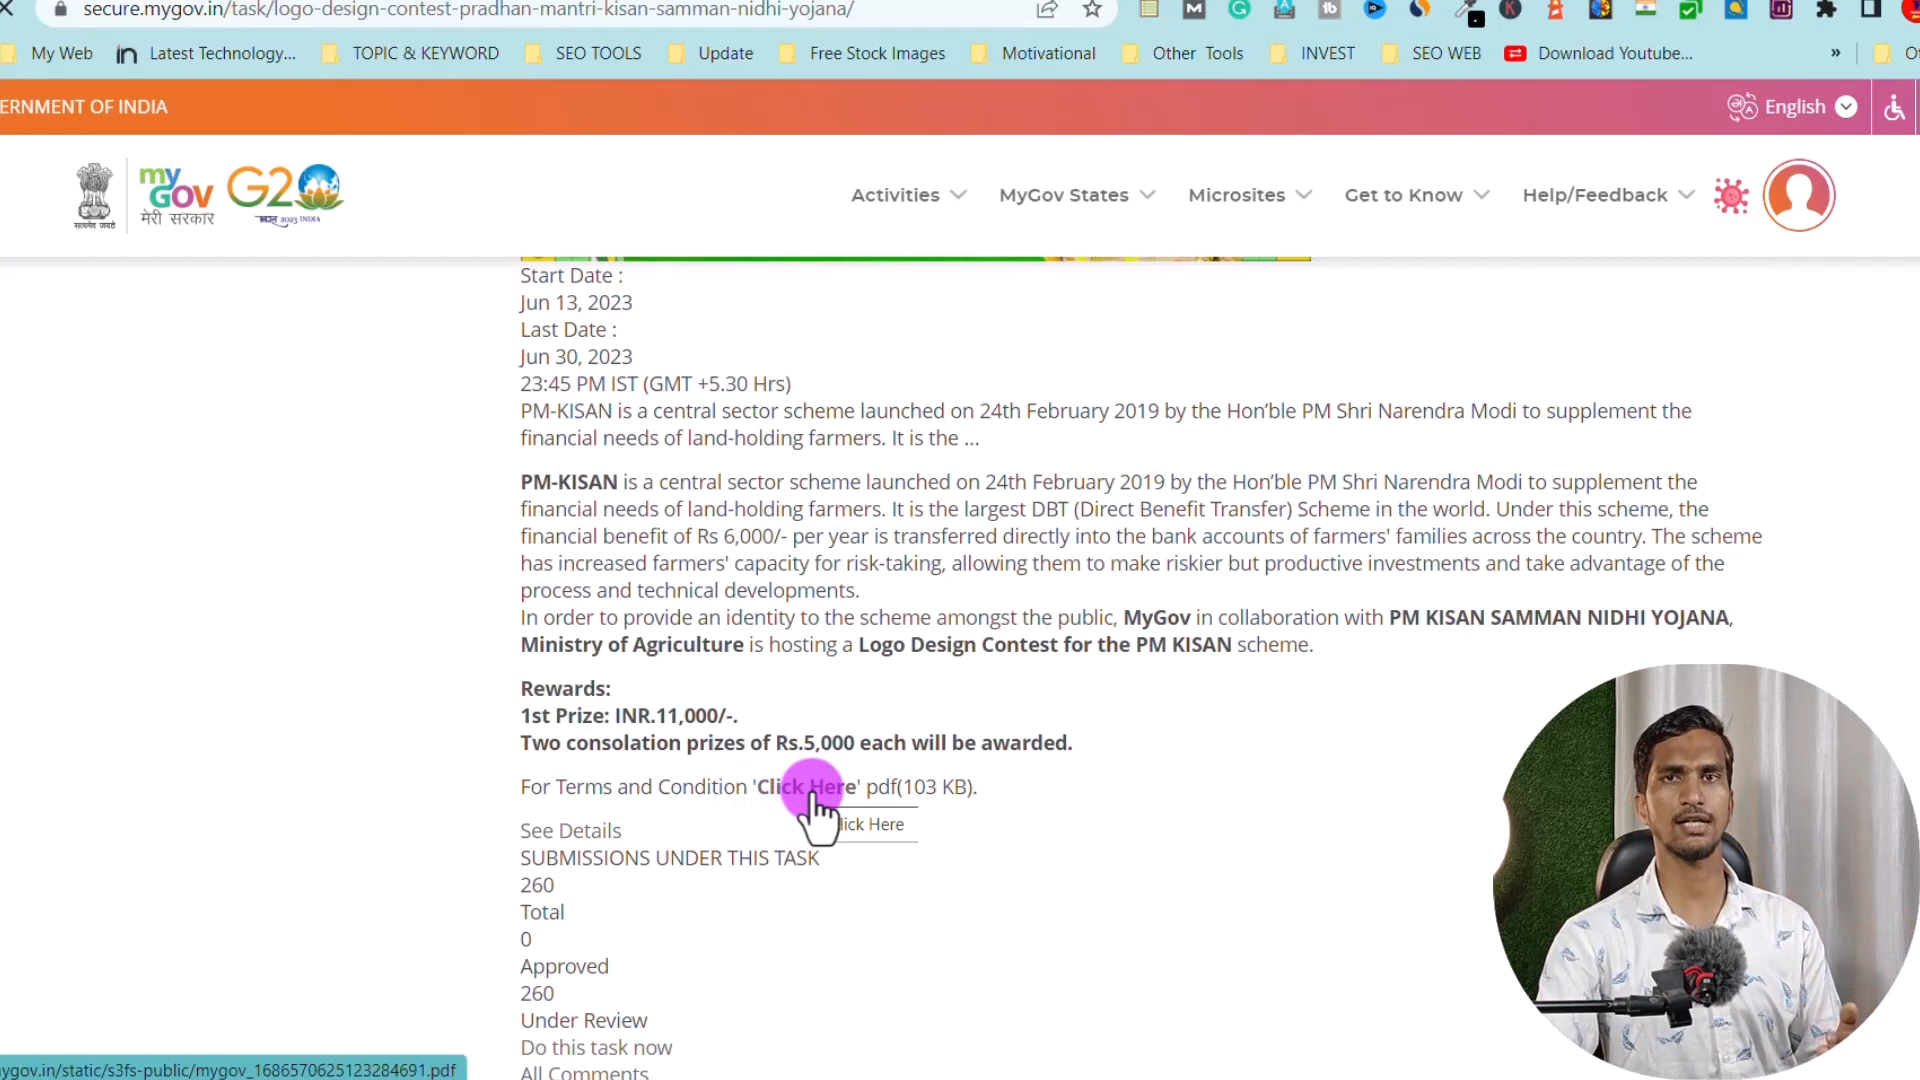 secure.mygov.in/task/logo-design-contest-pradhan-mantri-kisan-samman-nidhi-yojana/
My Web
Latest Technology...
TOPIC & KEYWORD
SEO TOOLS
Update
Free Stock Images
Motivational
Other Tools
INVEST
SEO WEB
Download Youtube...
»
ERNMENT OF INDIA
English
सत्यमेव जयते
my
GOV
मेरी सरकार
G20
भारत 2023 INDIA
Activities
MyGov States
Microsites
Get to Know
Help/Feedback
Start Date :
Jun 13, 2023
Last Date :
Jun 30, 2023
23:45 PM IST (GMT +5.30 Hrs)
PM-KISAN is a central sector scheme launched on 24th February 2019 by the Hon’ble PM Shri Narendra Modi to supplement the
financial needs of land-holding farmers. It is the ...
PM-KISAN is a central sector scheme launched on 24th February 2019 by the Hon’ble PM Shri Narendra Modi to supplement the
financial needs of land-holding farmers. It is the largest DBT (Direct Benefit Transfer) Scheme in the world. Under this scheme, the
financial benefit of Rs 6,000/- per year is transferred directly into the bank accounts of farmers' families across the country. The scheme
has increased farmers' capacity for risk-taking, allowing them to make riskier but productive investments and take advantage of the
process and technical developments.
In order to provide an identity to the scheme amongst the public, MyGov in collaboration with PM KISAN SAMMAN NIDHI YOJANA,
Ministry of Agriculture is hosting a Logo Design Contest for the PM KISAN scheme.
Rewards:
1st Prize: INR.11,000/-.
Two consolation prizes of Rs.5,000 each will be awarded.
For Terms and Condition 'Click Here' pdf(103 KB).
lick Here
See Details
SUBMISSIONS UNDER THIS TASK
260
Total
0
Approved
260
Under Review
Do this task now
All Comments
ygov.in/static/s3fs-public/mygov_1686570625123284691.pdf